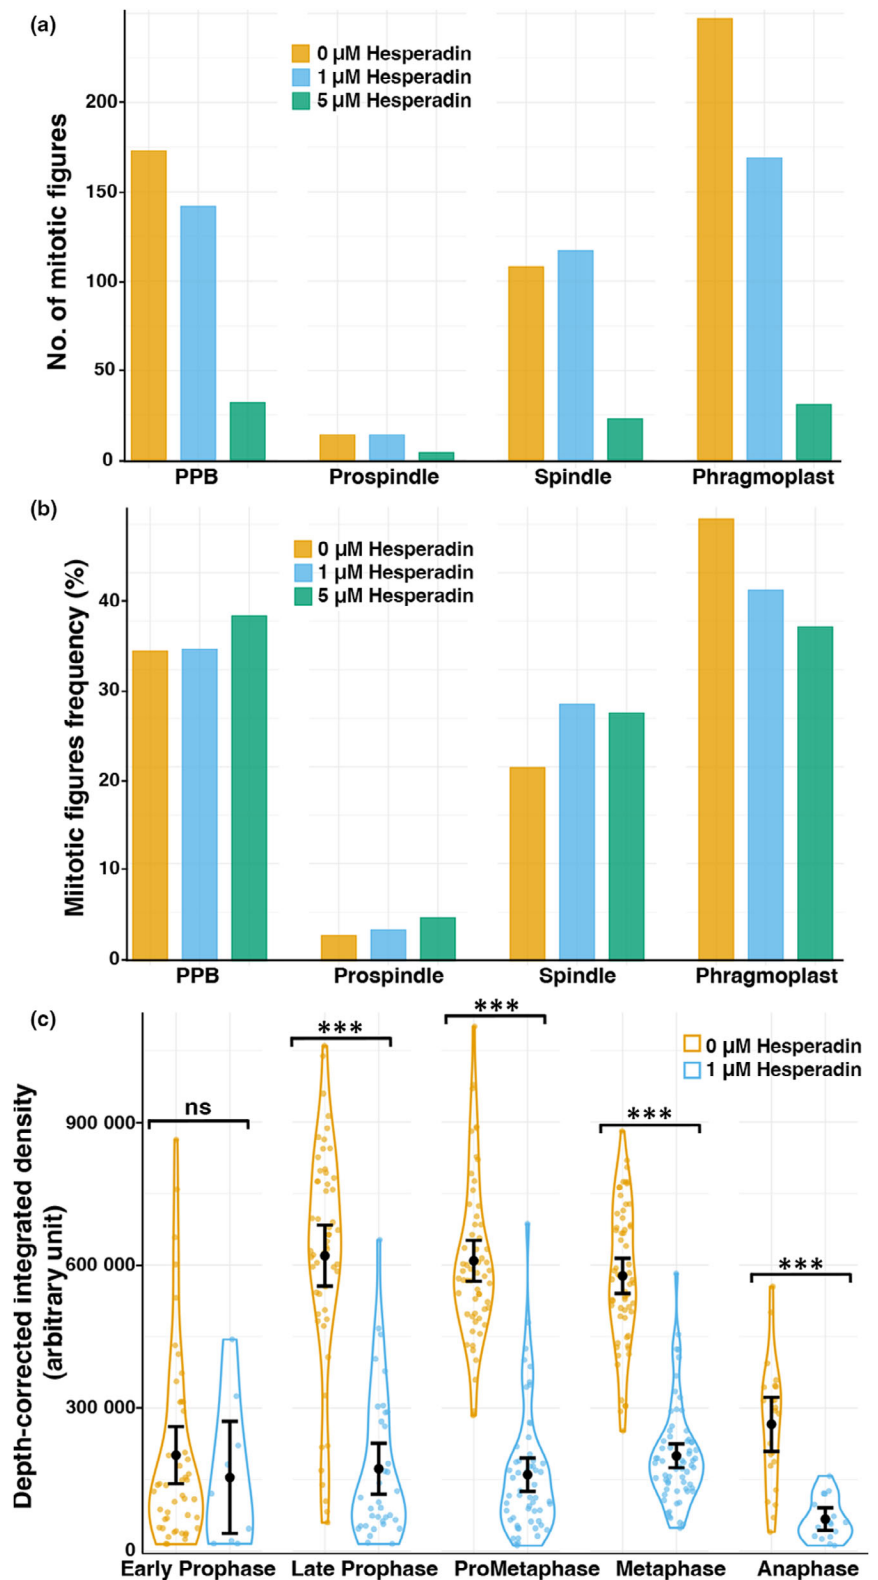 (a)
No. of mitotic figures
0 μM Hesperadin
1 μM Hesperadin
5 μM Hesperadin
200
150
100
50
0
PPB Prospindle Spindle Phragmoplast
(b)
Miitotic figures frequency (%)
0 μM Hesperadin
1 μM Hesperadin
5 μM Hesperadin
40
30
20
10
0
PPB Prospindle Spindle Phragmoplast
(c)
Depth-corrected integrated density
(arbitrary unit)
0 μM Hesperadin
1 μM Hesperadin
ns *** *** *** ***
900 000
600 000
300 000
0
Early Prophase Late Prophase ProMetaphase Metaphase Anaphase